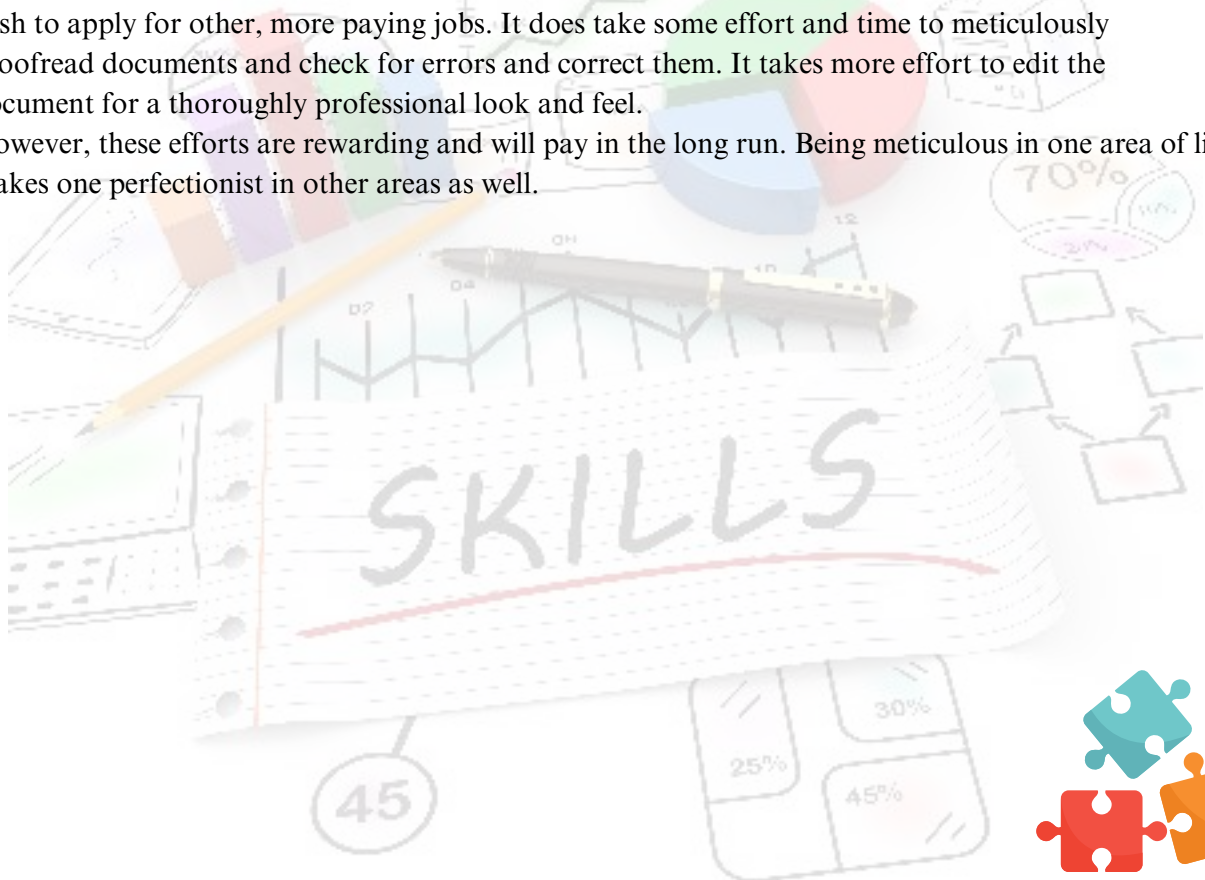 sh to apply for other, more paying jobs. It does take some effort and time to meticulously
oofread documents and check for errors and correct them. It takes more effort to edit the
ocument for a thoroughly professional look and feel.
owever, these efforts are rewarding and will pay in the long run. Being meticulous in one area of li
akes one perfectionist in other areas as well.
70%
12
04
02
SKILLS
30%
25%
45%
45